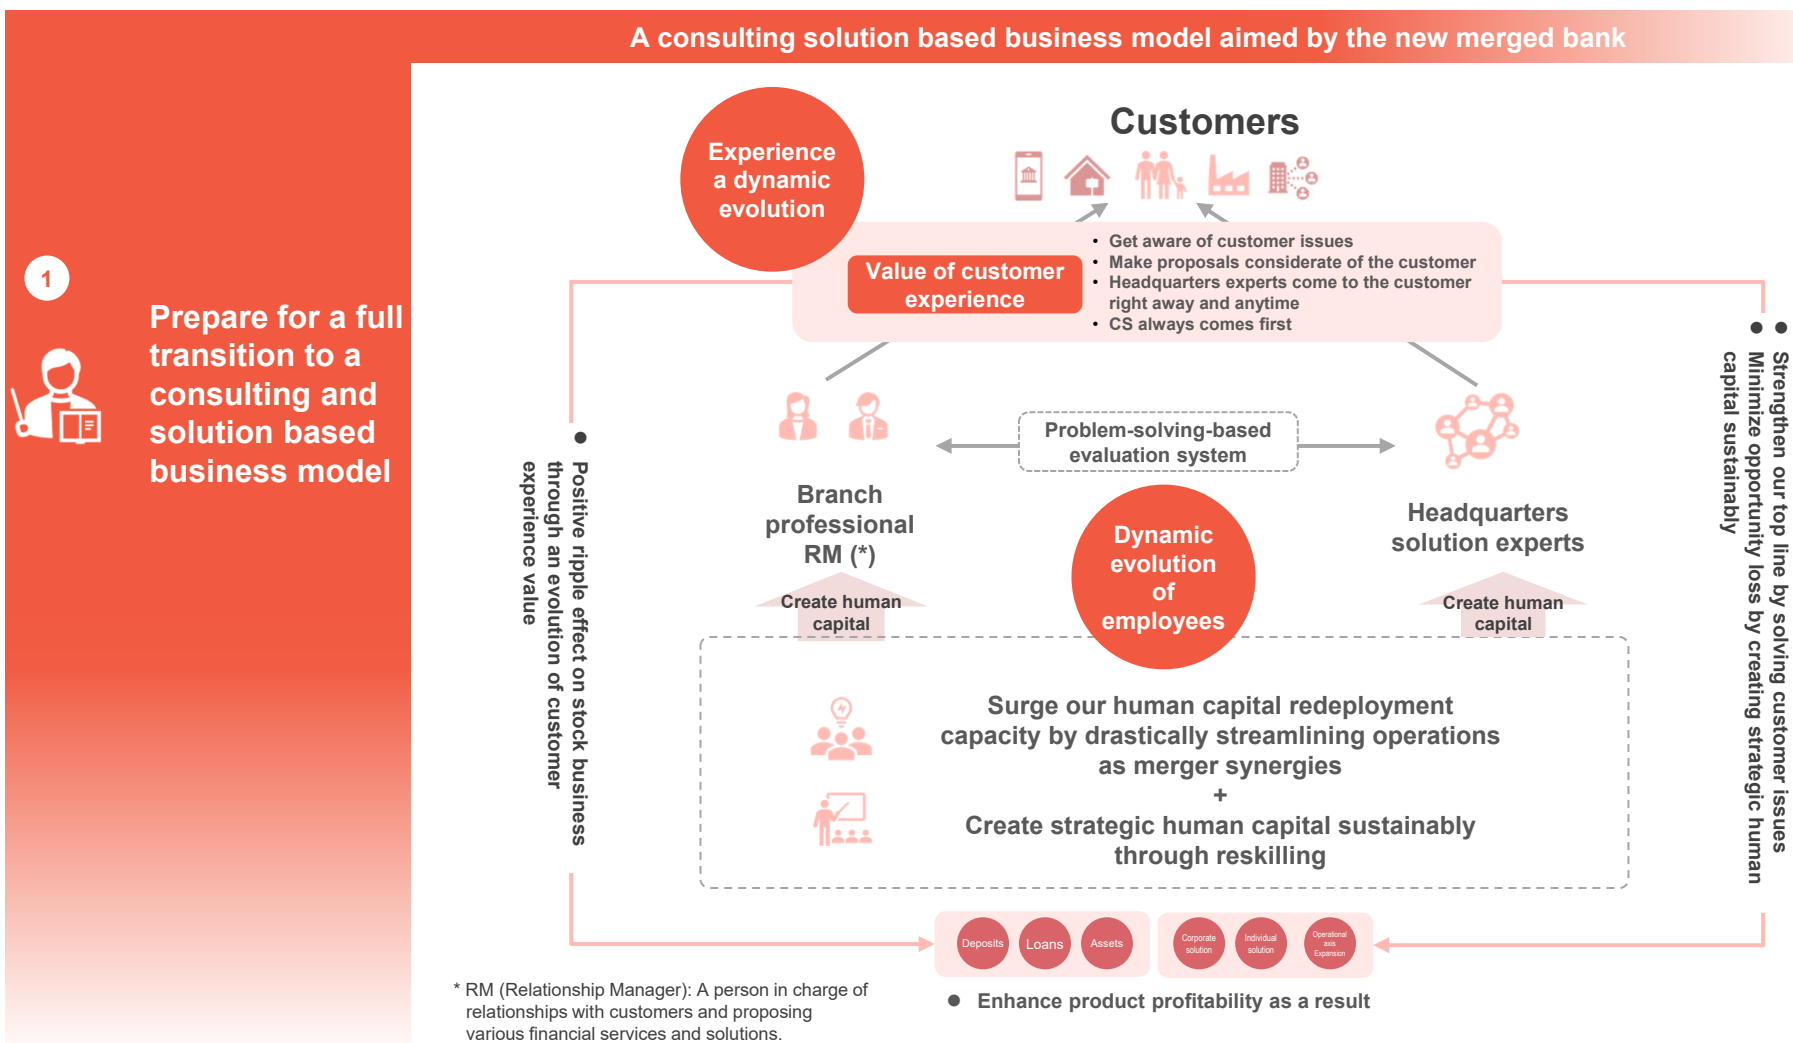 A consulting solution based business model aimed by the new merged bank
1
Prepare for a full
transition to a
consulting and
solution based
business model
Experience
a dynamic
evolution
Customers
Value of customer
experience
• Get aware of customer issues
• Make proposals considerate of the customer
• Headquarters experts come to the customer
right away and anytime
• CS always comes first
Problem-solving-based
evaluation system
Branch
professional
RM (*)
Headquarters
solution experts
Dynamic
evolution
of
employees
Create human
capital
Create human
capital
Surge our human capital redeployment
capacity by drastically streamlining operations
as merger synergies
+
Create strategic human capital sustainably
through reskilling
● Positive ripple effect on stock business
through an evolution of customer
experience value
● Strengthen our top line by solving customer issues
● Minimize opportunity loss by creating strategic human
capital sustainably
Deposits
Loans
Assets
Corporate
solution
Individual
solution
Operational
axis
Expansion
● Enhance product profitability as a result
* RM (Relationship Manager): A person in charge of
relationships with customers and proposing
various financial services and solutions.